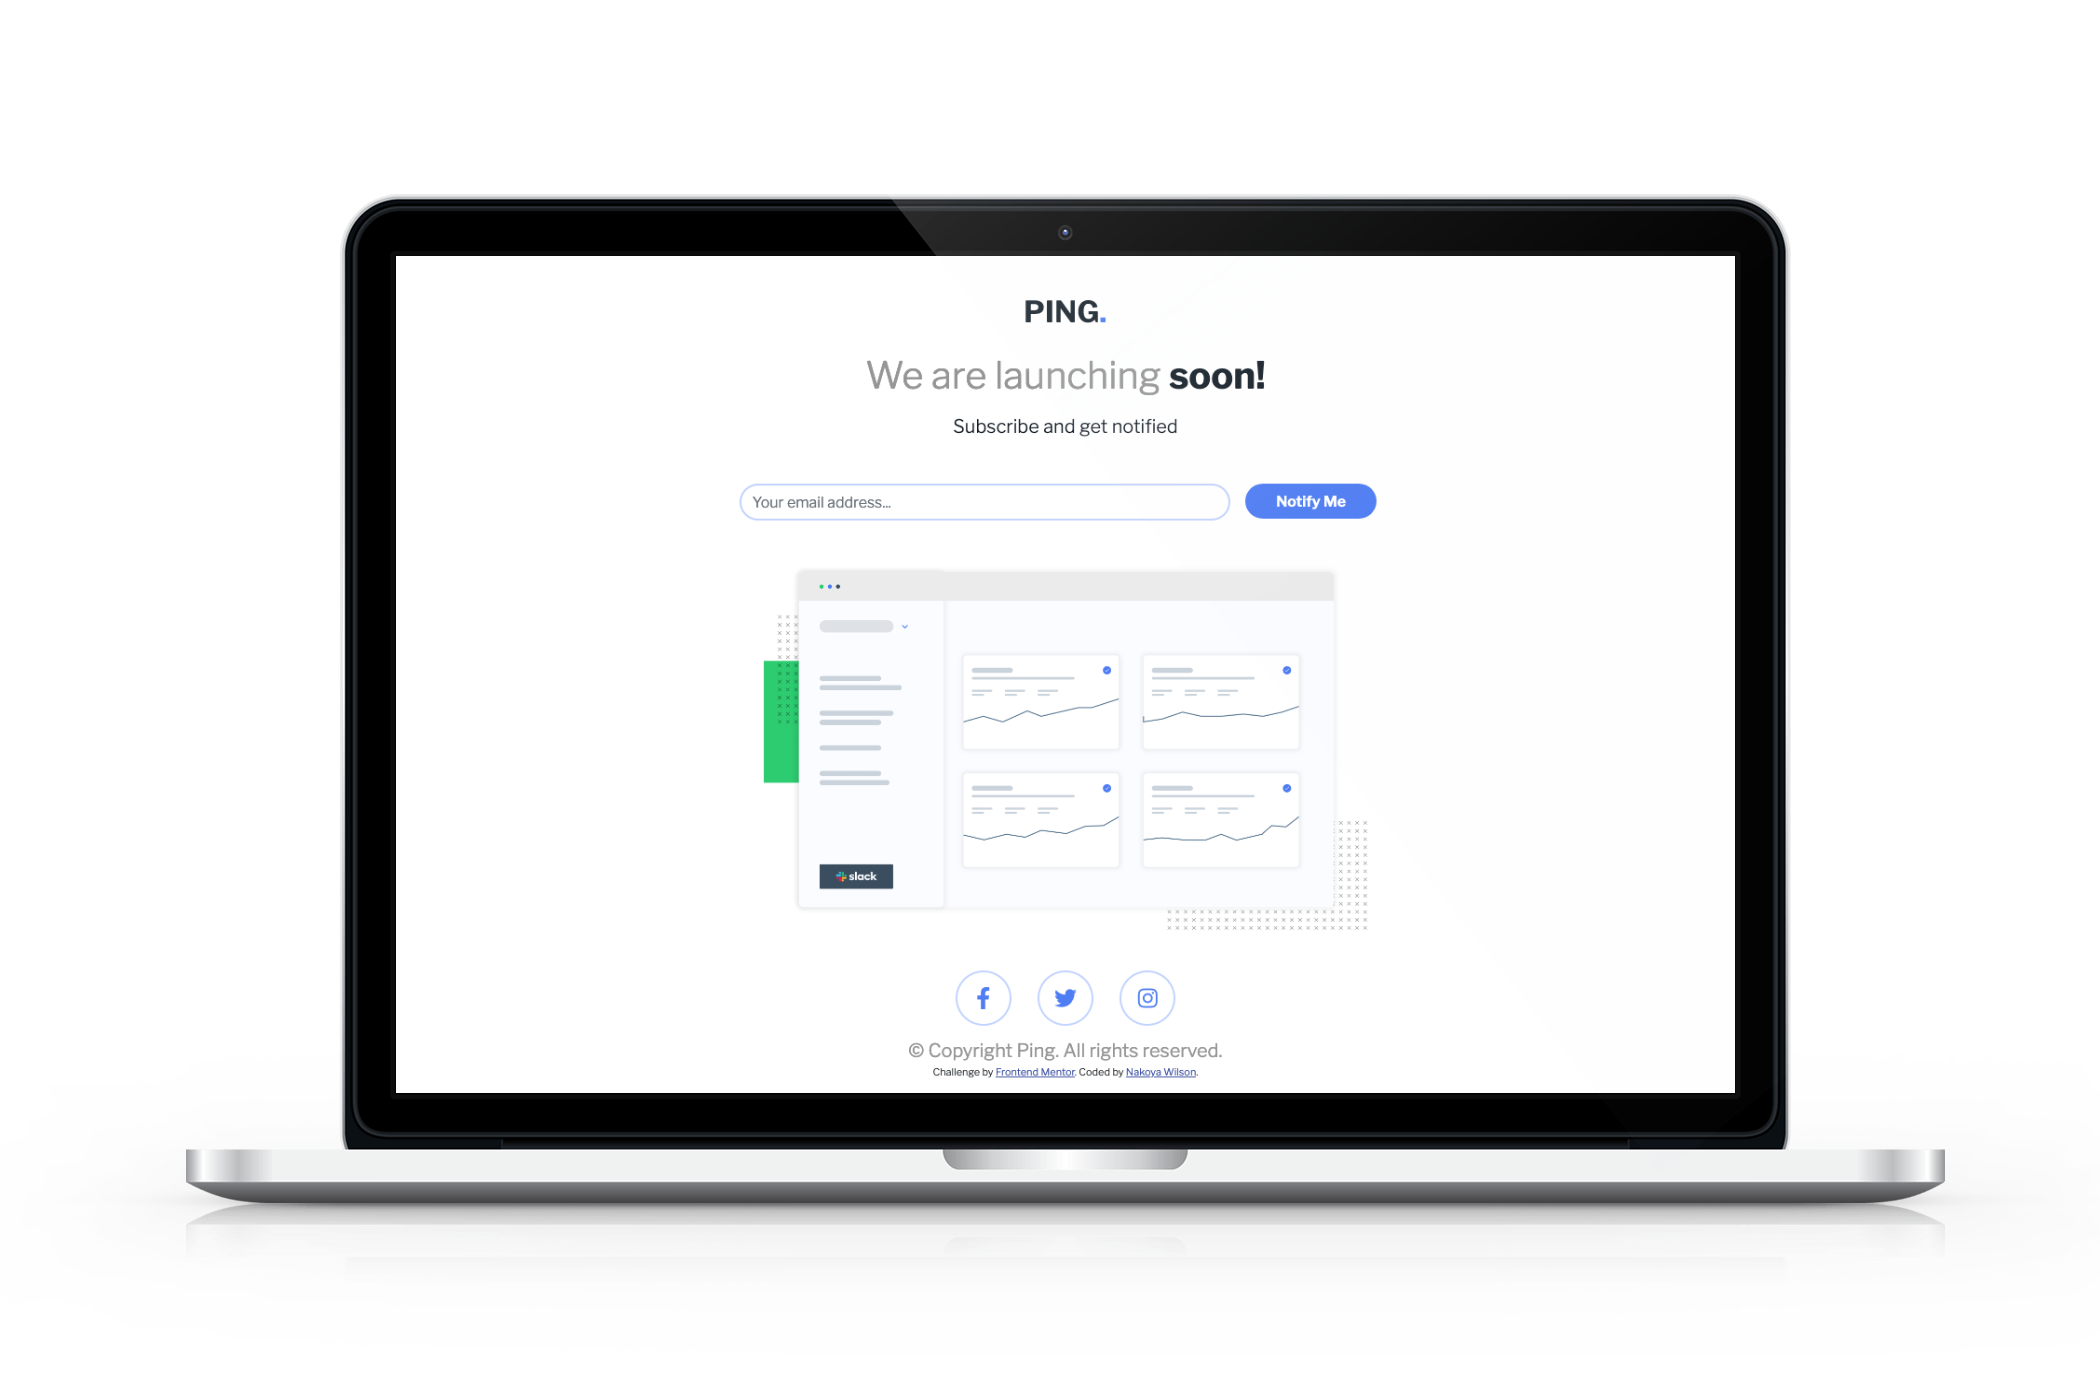 PING.
We are launching soon!
Subscribe and get notified
Your email address...
Notify Me
slack
© Copyright Ping. All rights reserved.
Challenge by Frontend Mentor. Coded by Nakoya Wilson.